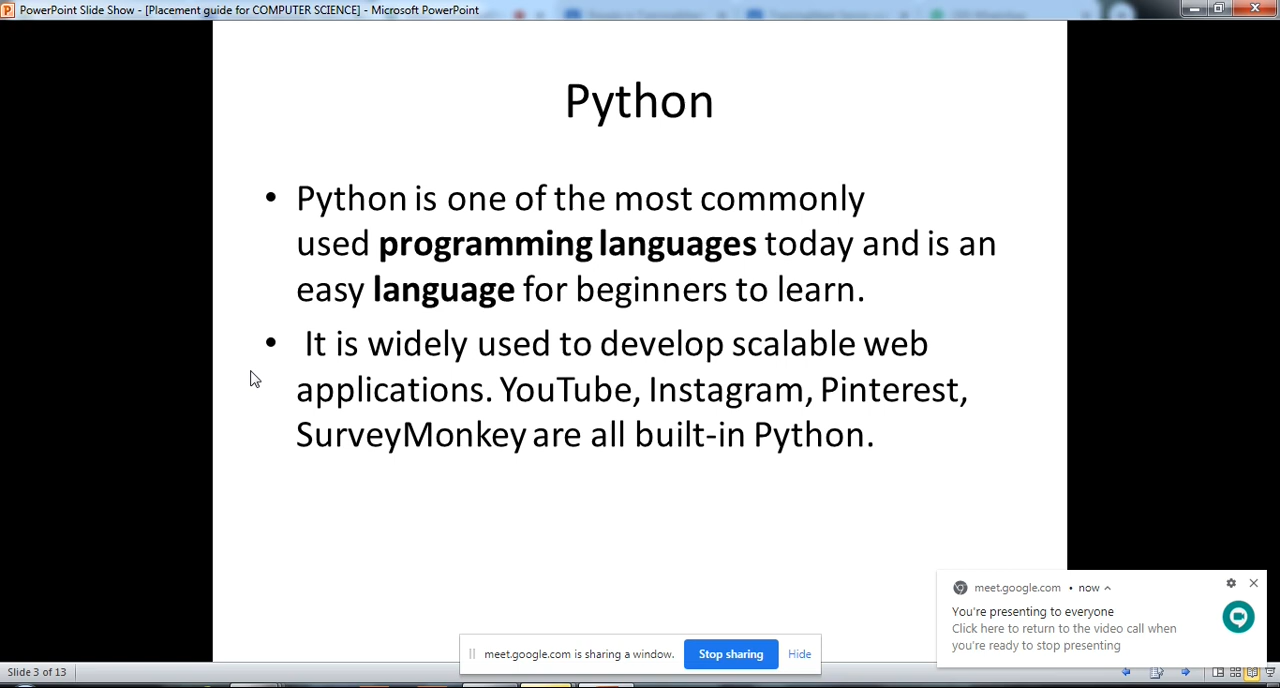 PowerPoint Slide Show - [Placement guide for COMPUTER SCIENCE] - Microsoft PowerPoint
Python
• Python is one of the most commonly
used programming languages today and is an
easy language for beginners to learn.
• It is widely used to develop scalable web
applications. YouTube, Instagram, Pinterest,
SurveyMonkey are all built-in Python.
meet.google.com • now
You're presenting to everyone
Click here to return to the video call when
you're ready to stop presenting
meet.google.com is sharing a window. Stop sharing Hide
Slide 3 of 13